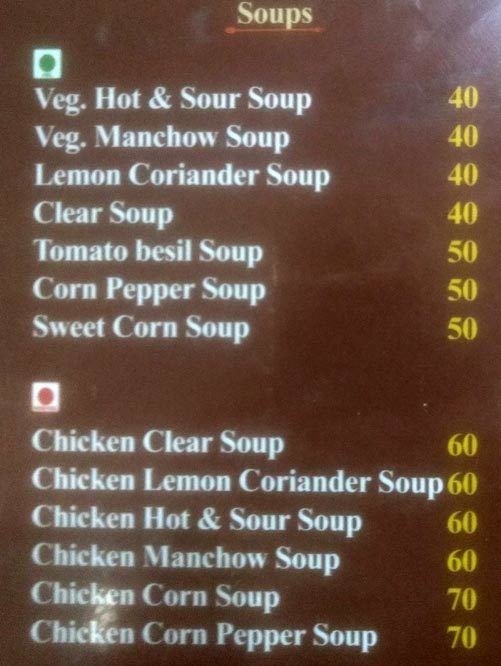 Soups
Veg. Hot & Sour Soup 40
Veg. Manchow Soup 40
Lemon Coriander Soup 40
Clear Soup 40
Tomato besil Soup 50
Corn Pepper Soup 50
Sweet Corn Soup 50
Chicken Clear Soup 60
Chicken Lemon Coriander Soup 60
Chicken Hot & Sour Soup 60
Chicken Manchow Soup 60
Chicken Corn Soup 70
Chicken Corn Pepper Soup 70